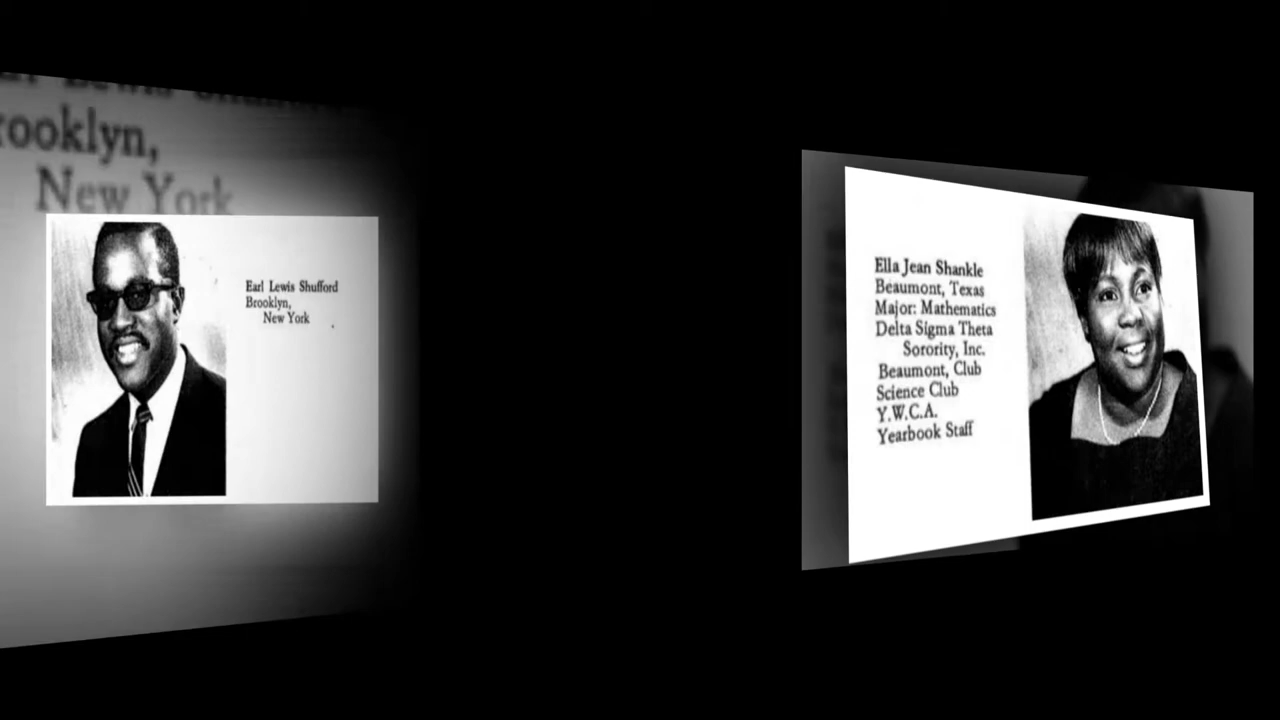 Brooklyn,
New York
Earl Lewis Shufford
Brooklyn,
New York
Ella Jean Shankle
Beaumont, Texas
Major: Mathematics
Delta Sigma Theta
Sorority, Inc.
Beaumont, Club
Science Club
Y.W.C.A.
Yearbook Staff